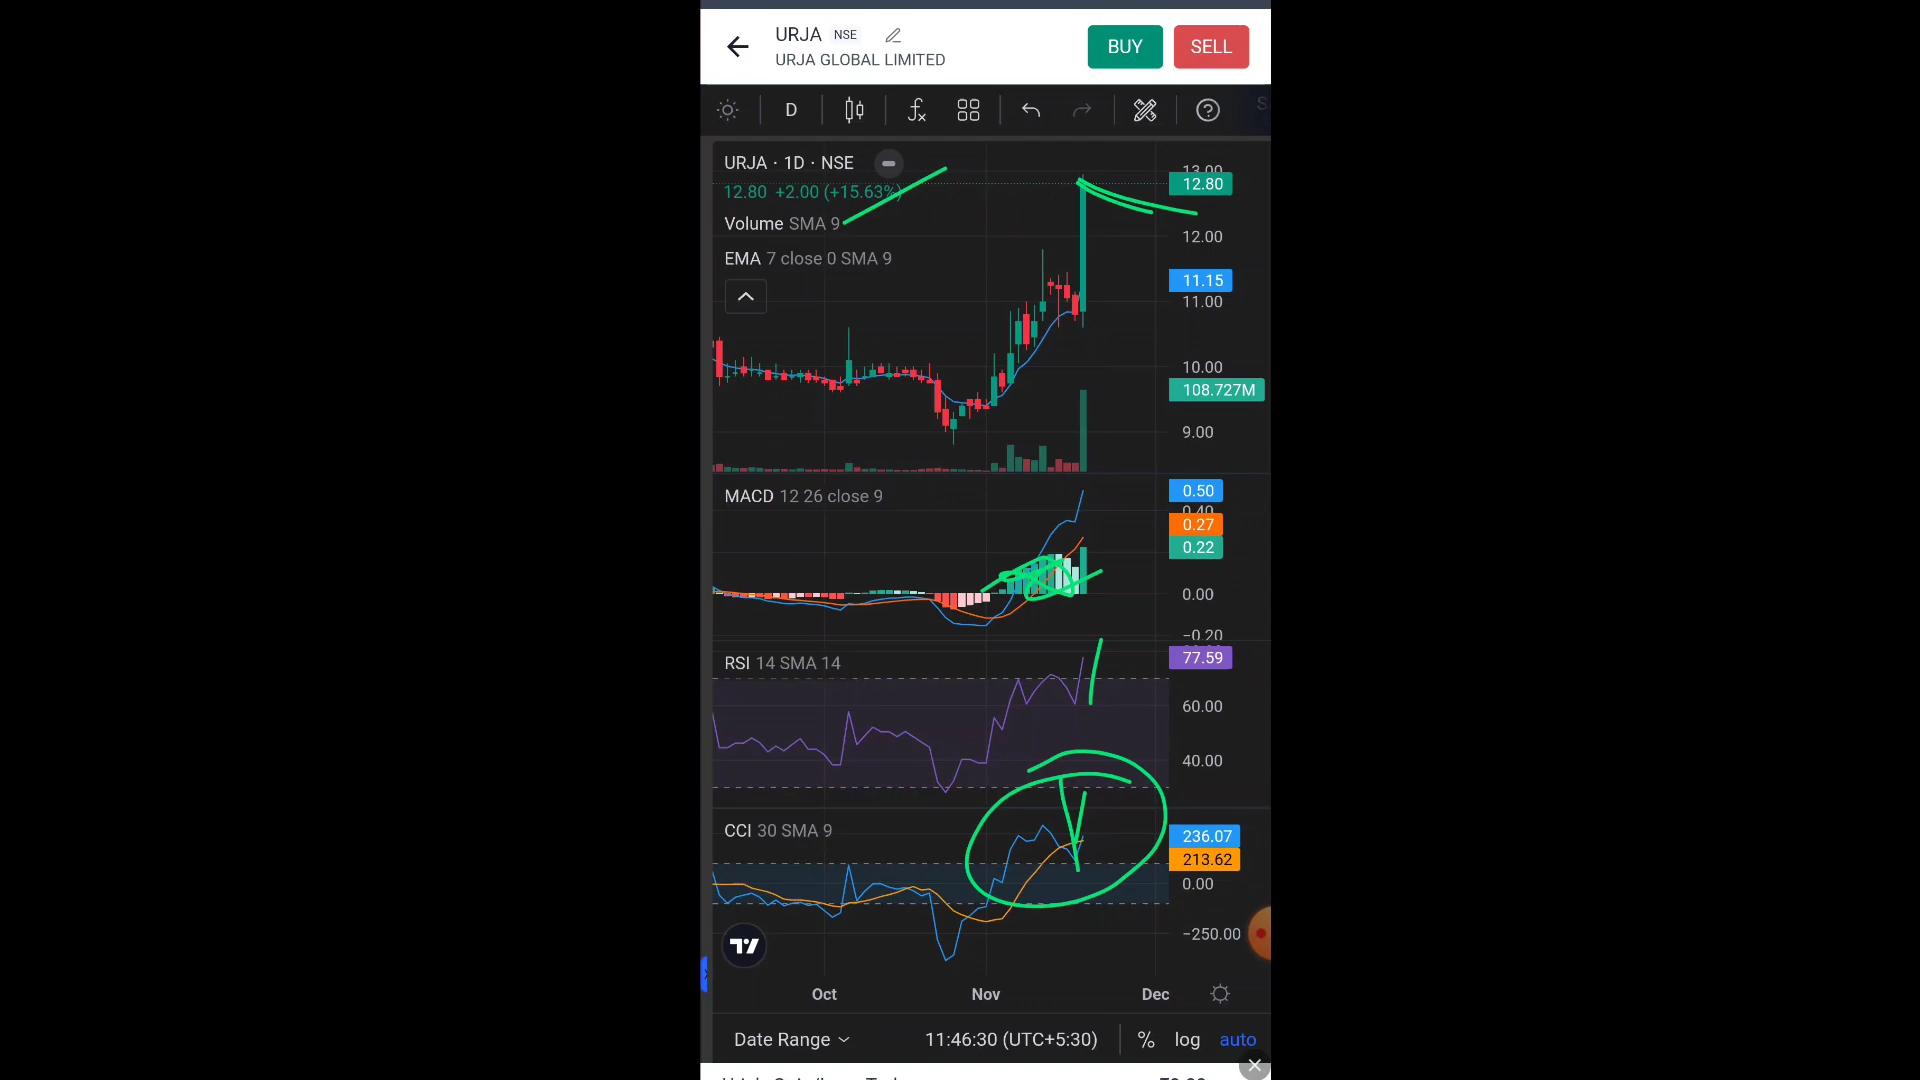 URJA NSE
URJA GLOBAL LIMITED
BUY
SELL
D
URJA · 1D · NSE
12.80 +2.00 (+15.63%)
Volume SMA 9
EMA 7 close 0 SMA 9
13.00
12.80
12.00
11.15
11.00
10.00
108.727M
9.00
MACD 12 26 close 9
0.50
0.40
0.27
0.22
0.00
−0.20
RSI 14 SMA 14
77.59
60.00
40.00
CCI 30 SMA 9
236.07
213.62
0.00
−250.00
Oct Nov Dec
Date Range 11:46:30 (UTC+5:30) % log auto